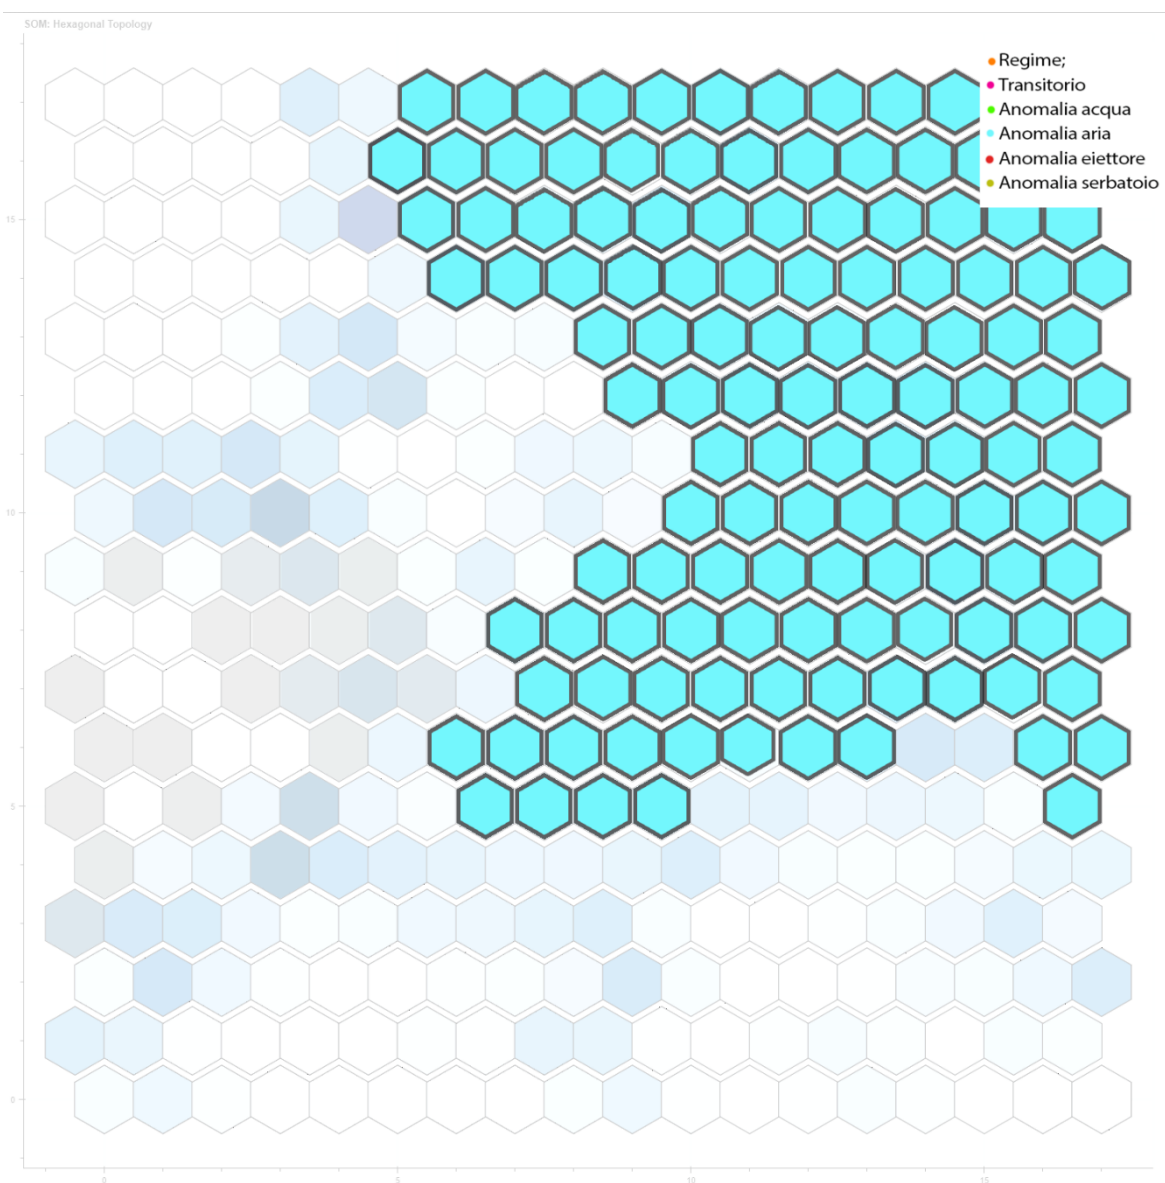 SOM: Hexagonal Topology
Regime;
Transitorio
Anomalia acqua
Anomalia aria
Anomalia eiettore
Anomalia serbatoio
15
10
5
0
0
5
10
15